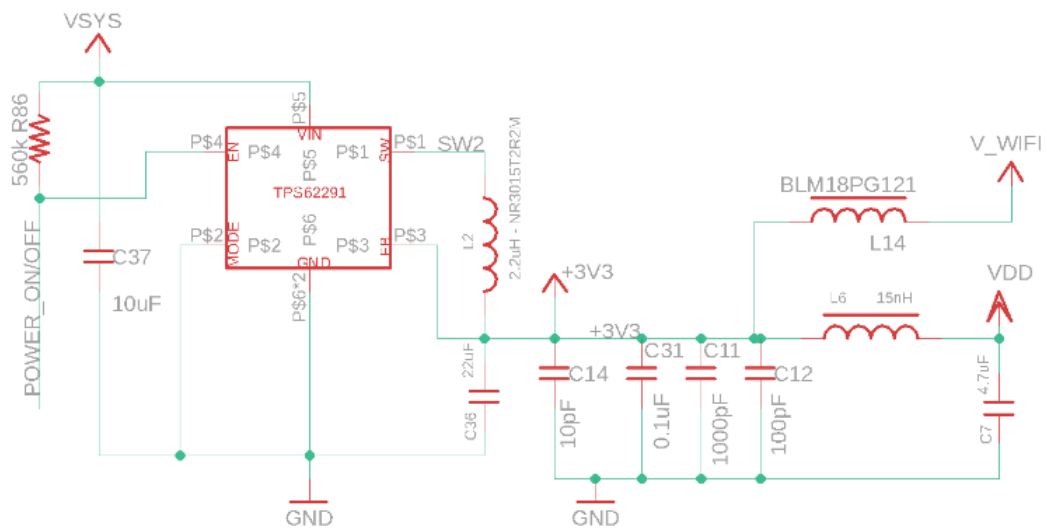 VSYS
560k R86
P$5
VIN
P$4
EN
P$4
P$5
P$1
SW
P$1
SW2
TPS62291
P$6
P$2
MODE
P$2
P$3
FB
P$3
GND
P$6*2
C37
10uF
POWER_ON/OFF
L2
2.2uH - NR3015T2R2M
V_WIFI
BLM18PG121
L14
+3V3
VDD
L6
15nH
+3V3
22uF
C36
C14
10pF
C31
0.1uF
C11
1000pF
C12
100pF
4.7uF
C7
GND
GND